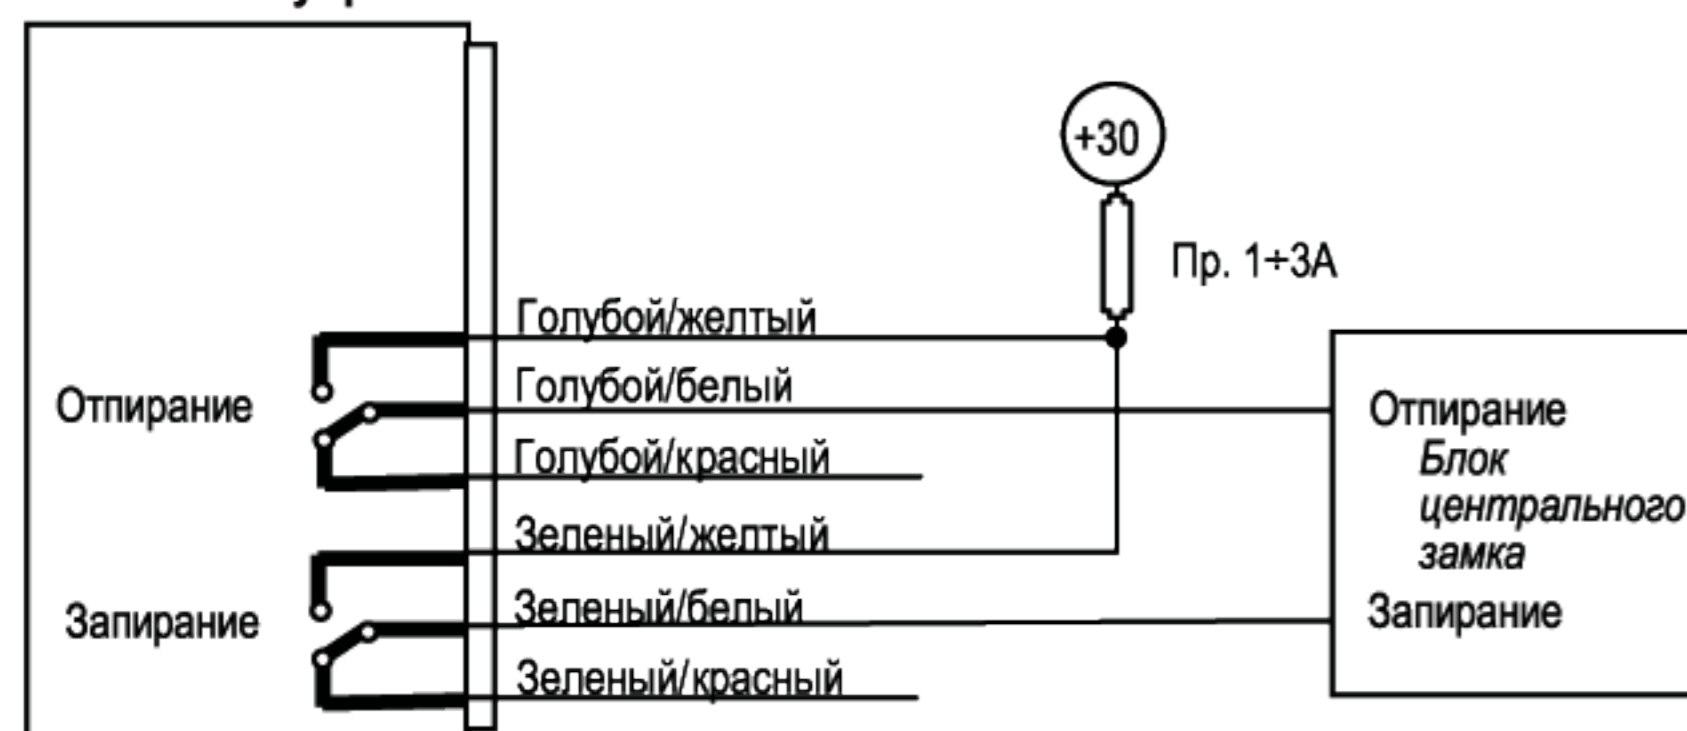 +30
Пр. 1÷3А
Голубой/желтый
Голубой/белый
Отпирание
Голубой/красный
Зеленый/желтый
Зеленый/белый
Запирание
Зеленый/красный
Отпирание
Блок
центрального
замка
Запирание